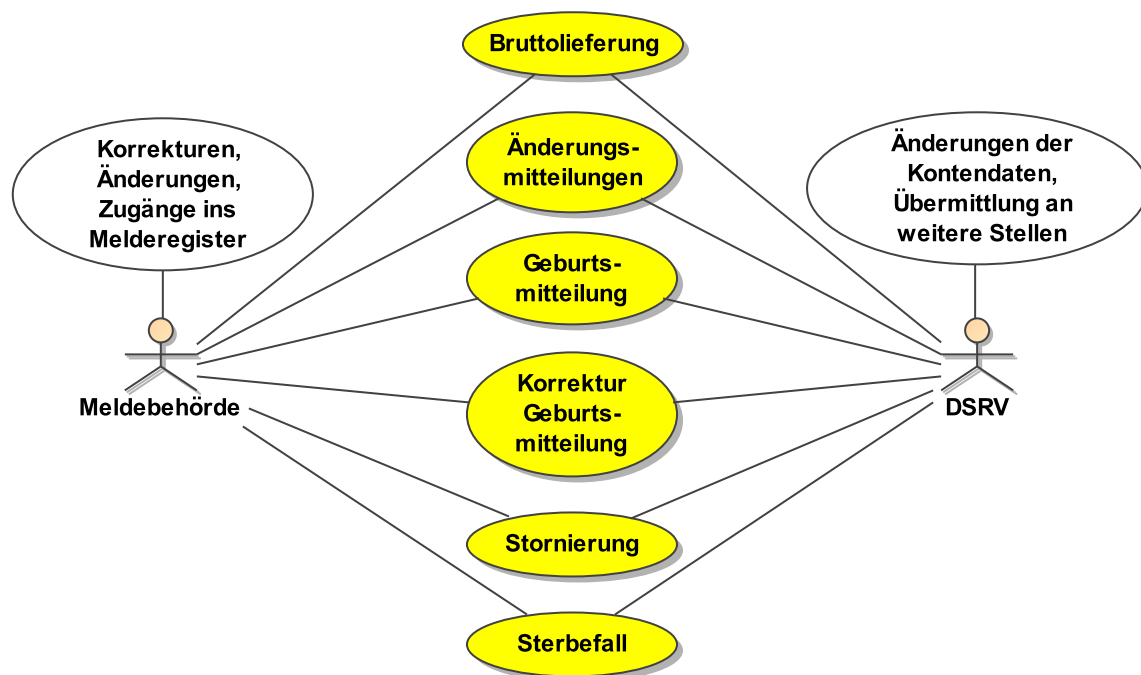 Bruttolieferung
Korrekturen,
Änderungen,
Zugänge ins
Melderegister
Änderungs-
mitteilungen
Änderungen der
Kontendaten,
Übermittlung an
weitere Stellen
Geburts-
mitteilung
Meldebehörde
Korrektur
Geburts-
mitteilung
DSRV
Stornierung
Sterbefall